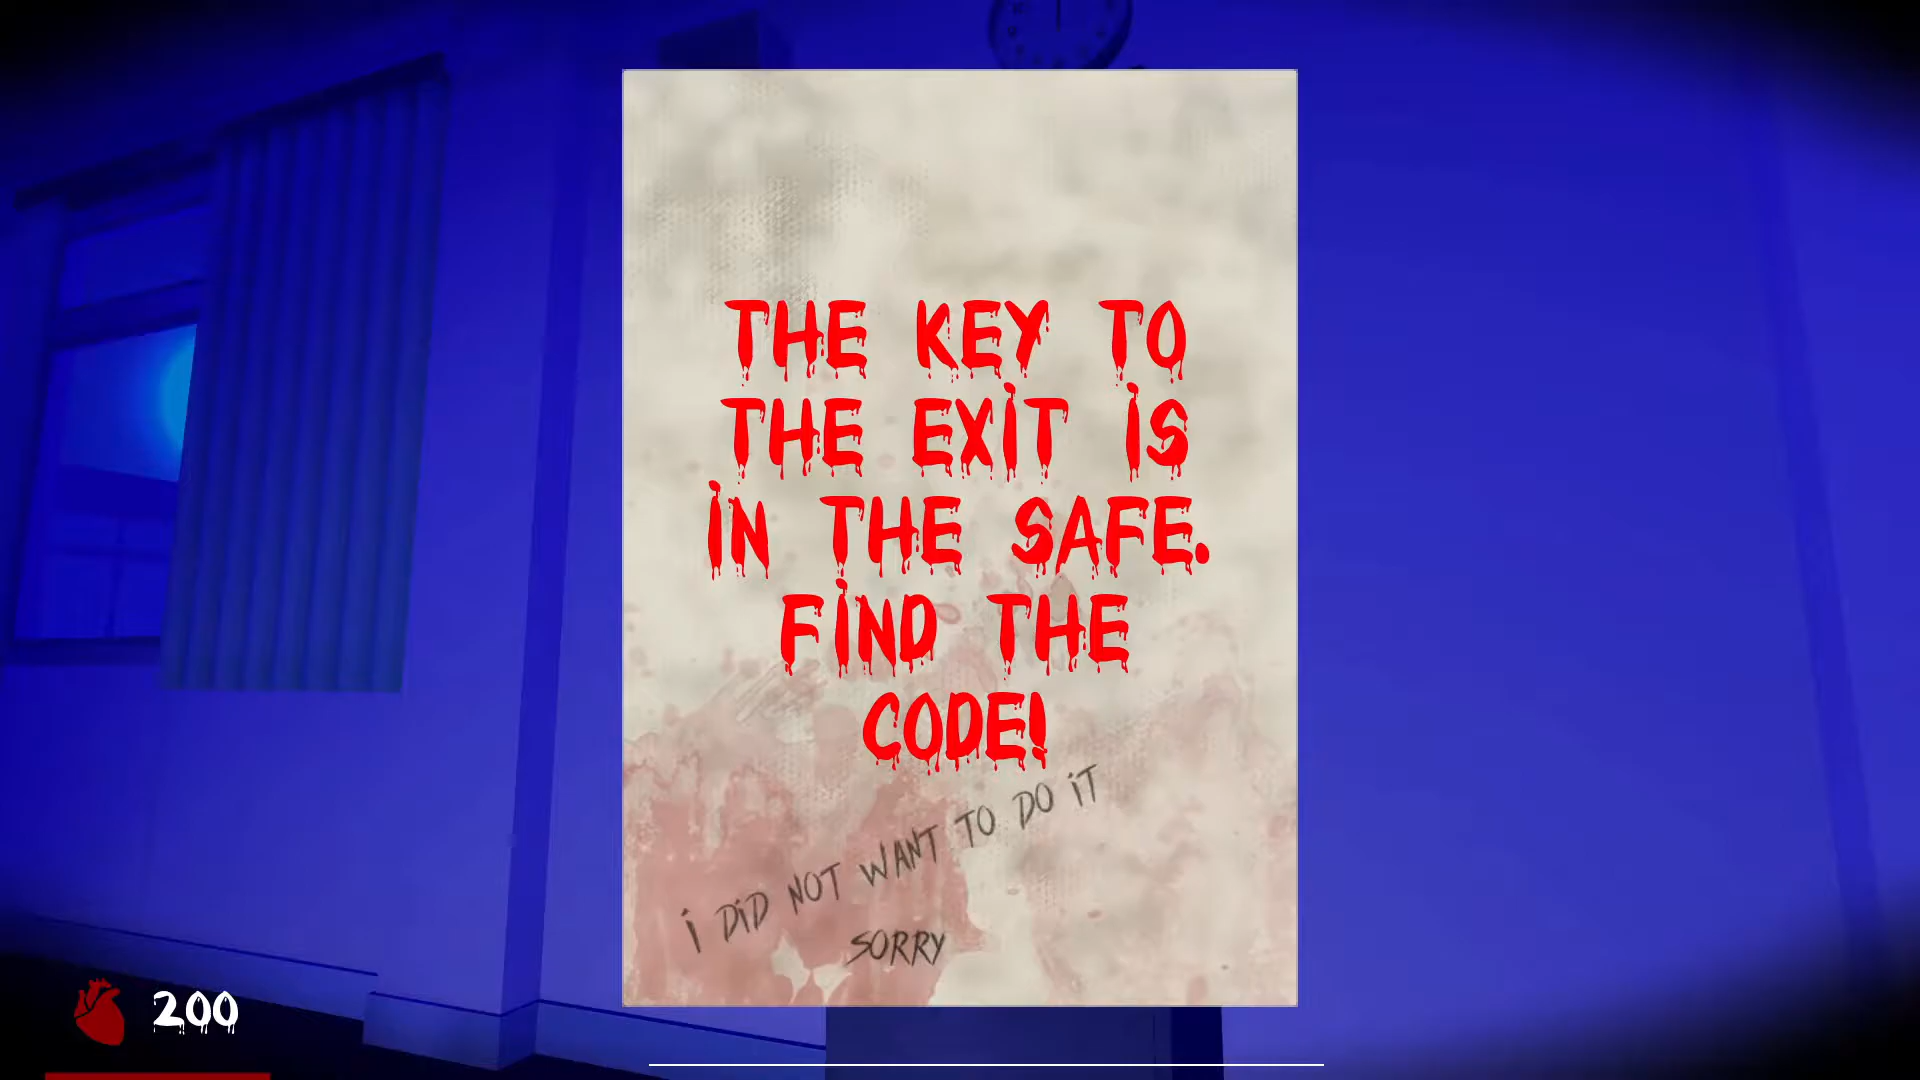 THE KEY TO
THE EXIT IS
IN THE SAFE.
FIND THE
CODE!
I DID NOT WANT TO DO IT
SORRY
200